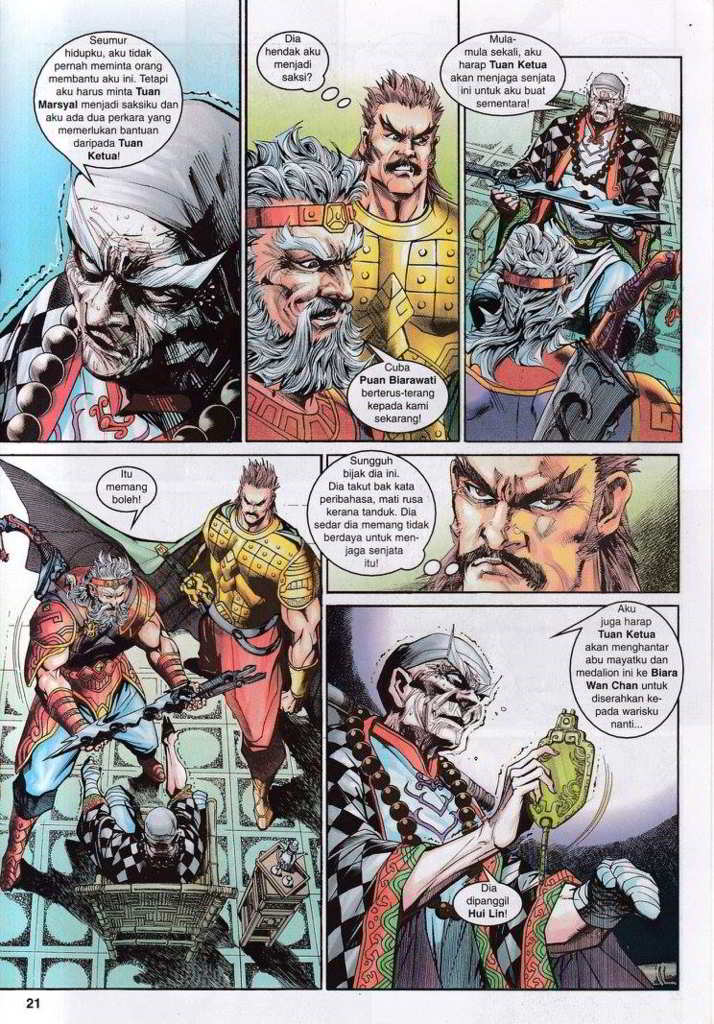 Seumur
hidupku, aku tidak
pernah meminta orang
membantu aku ini. Tetapi
aku harus minta Tuan
Marsyal menjadi saksiku dan
aku ada dua perkara yang
memerlukan bantuan
daripada Tuan
Ketua!
Dia
hendak aku
menjadi
saksi?
Cuba
Puan Biarawati
berterus-terang
kepada kami
sekarang!
Mula-
mula sekali, aku
harap Tuan Ketua
akan menjaga senjata
ini untuk aku buat
sementara!
Itu
memang
boleh!
Sungguh
bijak dia ini.
Dia takut bak kata
peribahasa, mati rusa
kerana tanduk. Dia
sedar dia memang tidak
berdaya untuk men-
jaga senjata
itu!
Aku
juga harap
Tuan Ketua
akan menghantar
abu mayatku dan
medalion ini ke Biara
Wan Chan untuk
diserahkan ke-
pada warisku
nanti...
Dia
dipanggil
Hui Lin!
21